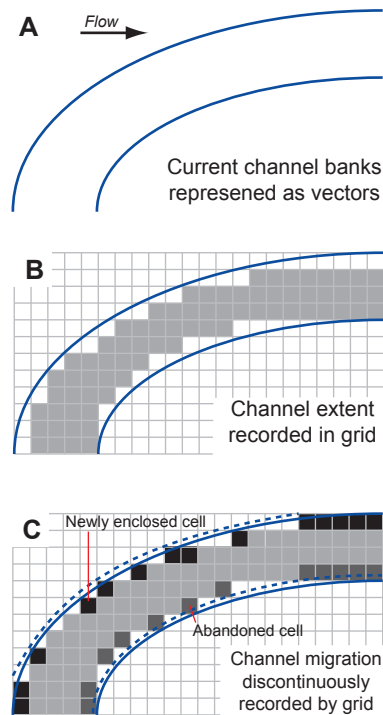 A
Flow
Current channel banks
represened as vectors
B
Channel extent
recorded in grid
C
Newly enclosed cell
Abandoned cell
Channel migration
discontinuously
recorded by grid